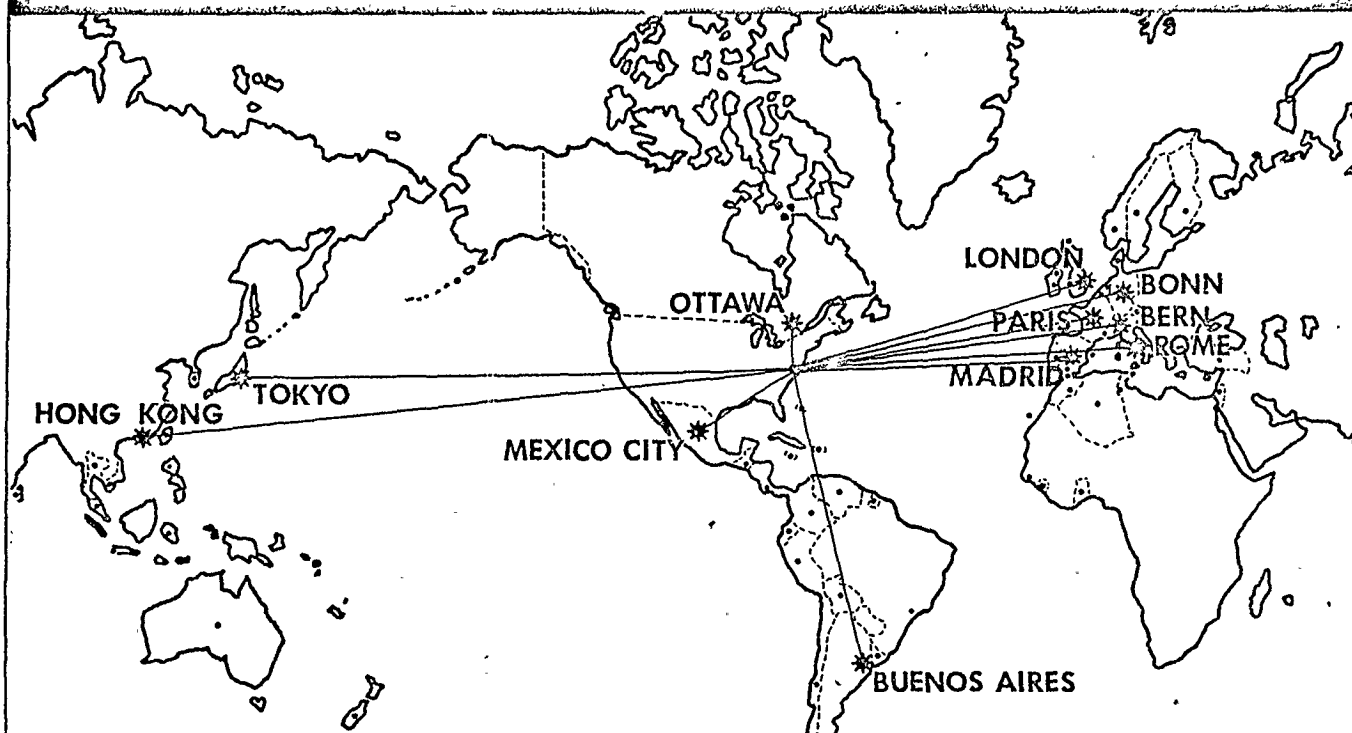 LONDON
BONN
OTTAWA
PARIS
BERN
ROME
MADRID
TOKYO
HONG KONG
MEXICO CITY
BUENOS AIRES